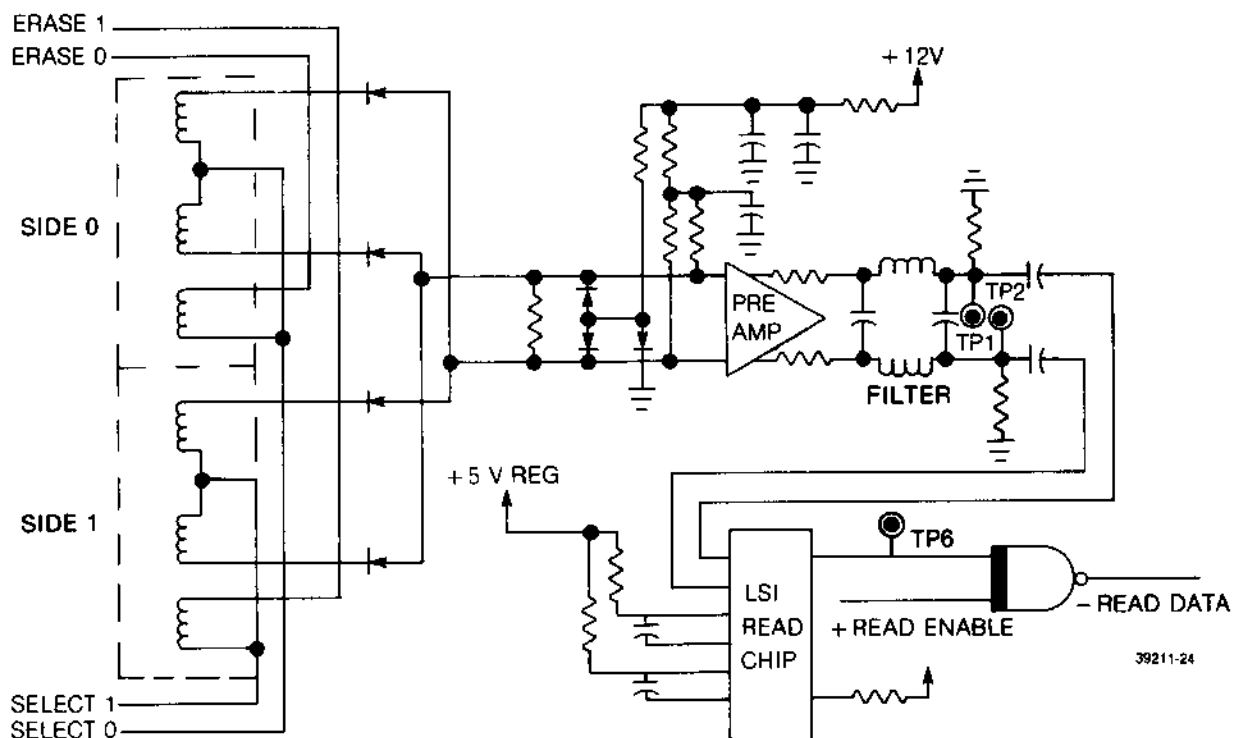 ERASE 1
ERASE 0
+ 12V
SIDE 0
PRE
AMP
TP2
TP1
FILTER
+ 5 V REG
SIDE 1
TP6
LSI
READ
CHIP
+ READ ENABLE
– READ DATA
39211-24
SELECT 1
SELECT 0